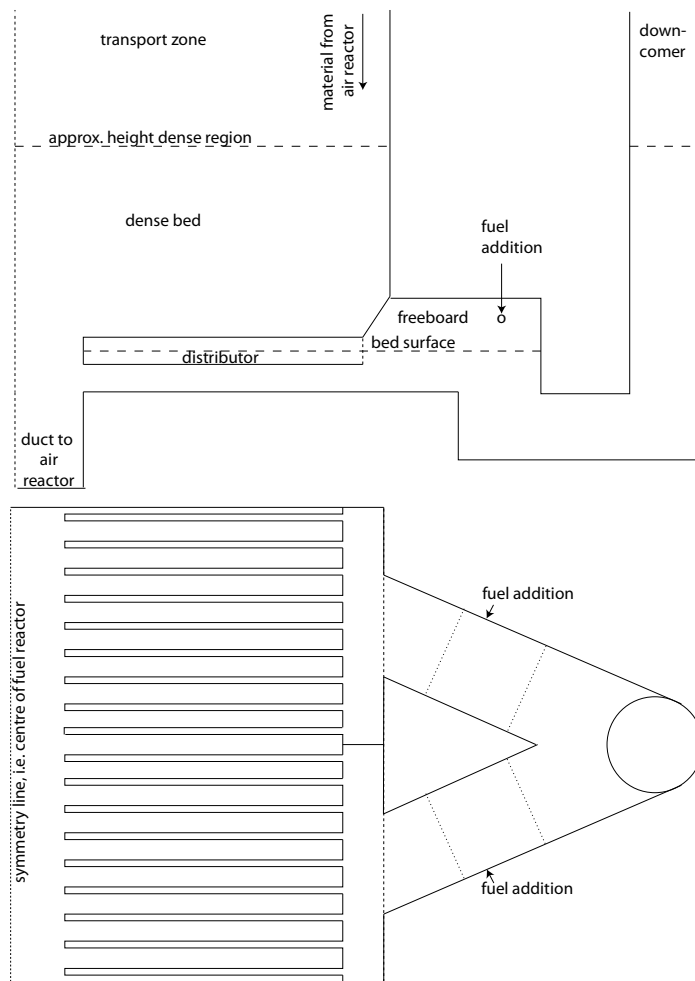 transport zone
material from
air reactor
down-
comer
approx. height dense region
dense bed
fuel
addition
freeboard
bed surface
distributor
duct to
air
reactor
symmetry line, i.e. centre of fuel reactor
fuel addition
fuel addition